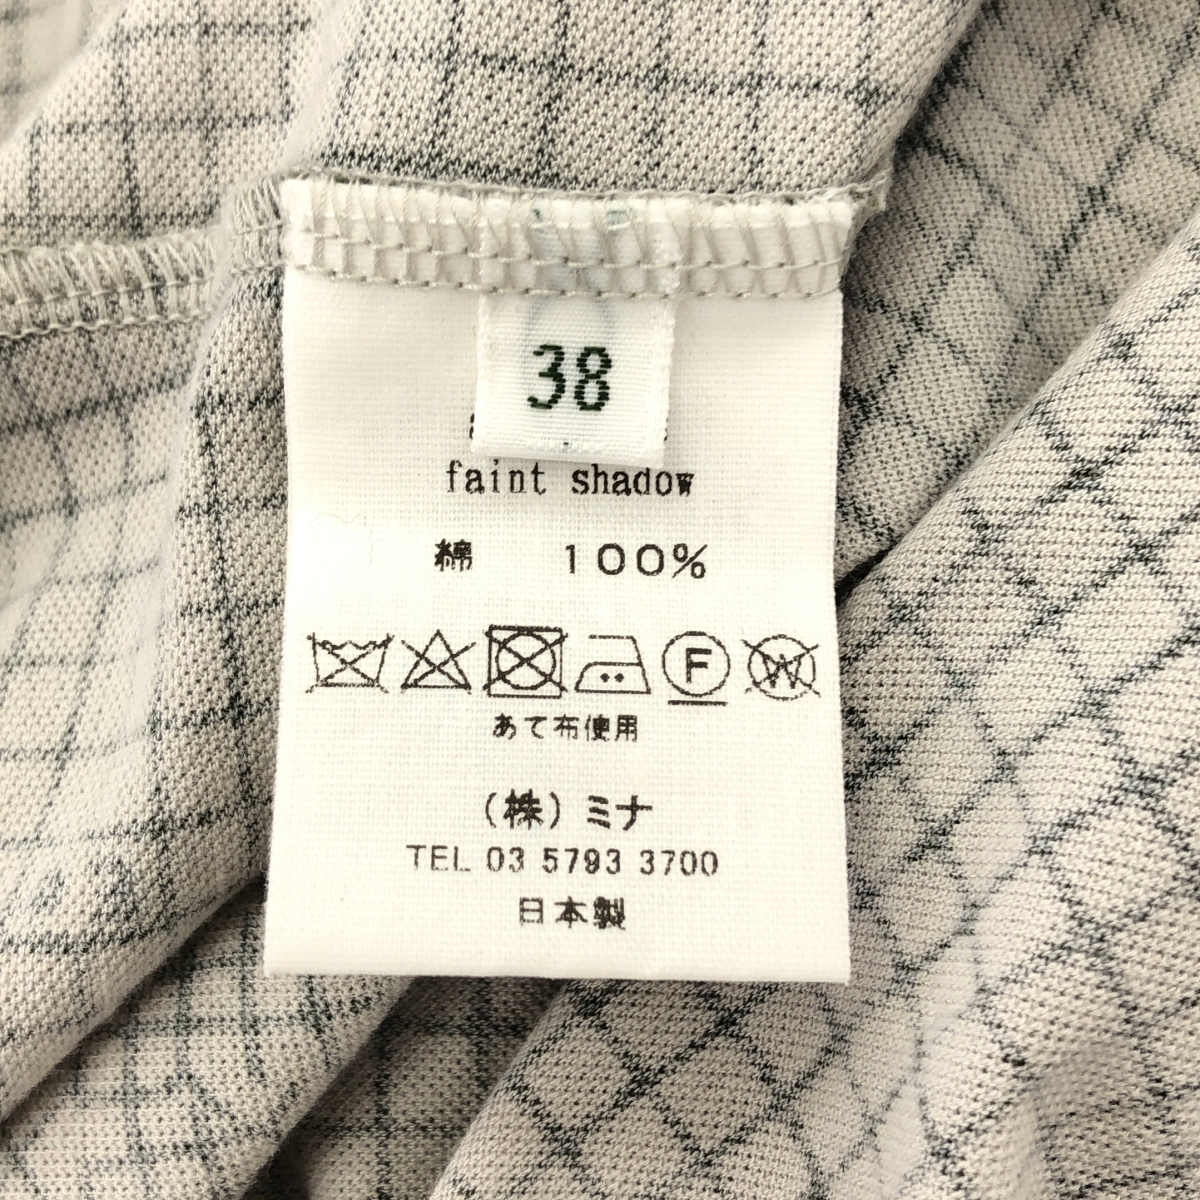 38
faint shadow
綿 100%
F W
あて布使用
(株)ミナ
TEL 03 5793 3700
日本製